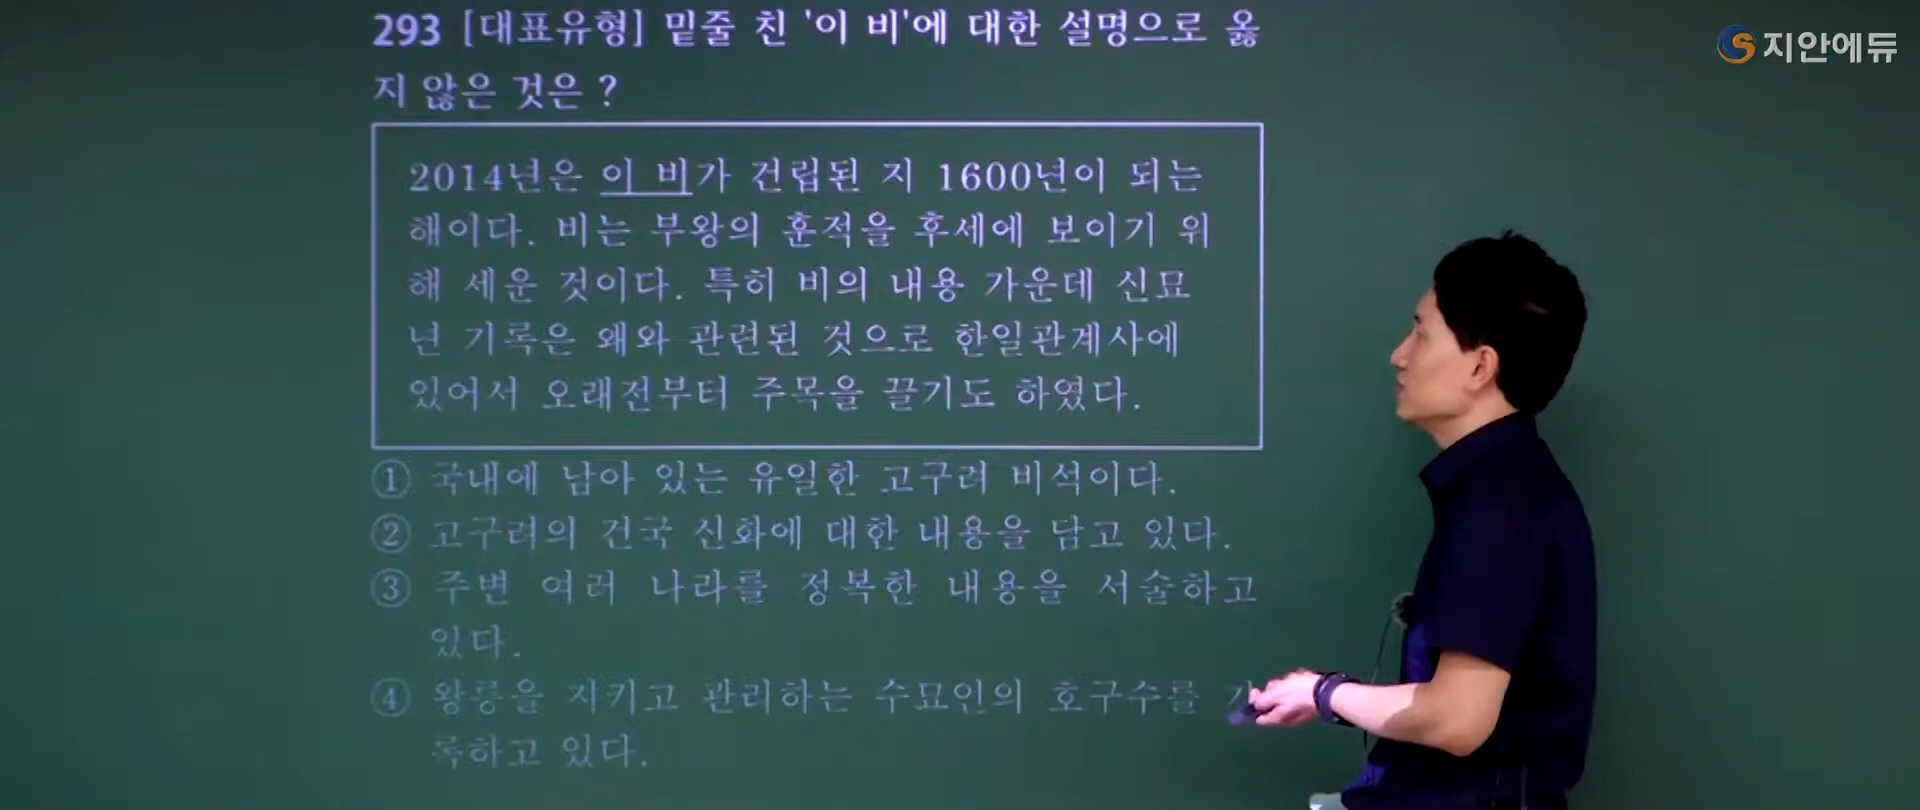 293 [대표유형] 밑줄 친 '이 비'에 대한 설명으로 옳
지 않은 것은 ?
2014년은 이 비가 건립된 지 1600년이 되는
해이다. 비는 부왕의 훈적을 후세에 보이기 위
해 세운 것이다. 특히 비의 내용 가운데 신묘
년 기록은 왜와 관련된 것으로 한일관계사에
있어서 오래전부터 주목을 끌기도 하였다.
① 국내에 남아 있는 유일한 고구려 비석이다.
② 고구려의 건국 신화에 대한 내용을 담고 있다.
③ 주변 여러 나라를 정복한 내용을 서술하고
있다.
④ 왕릉을 지키고 관리하는 수묘인의 호구수를
록하고 있다.
지안에듀